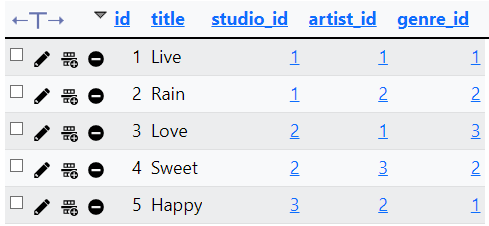 id title studio_id artist_id genre_id
1 Live 1 1 1
2 Rain 1 2 2
3 Love 2 1 3
4 Sweet 2 3 2
5 Happy 3 2 1